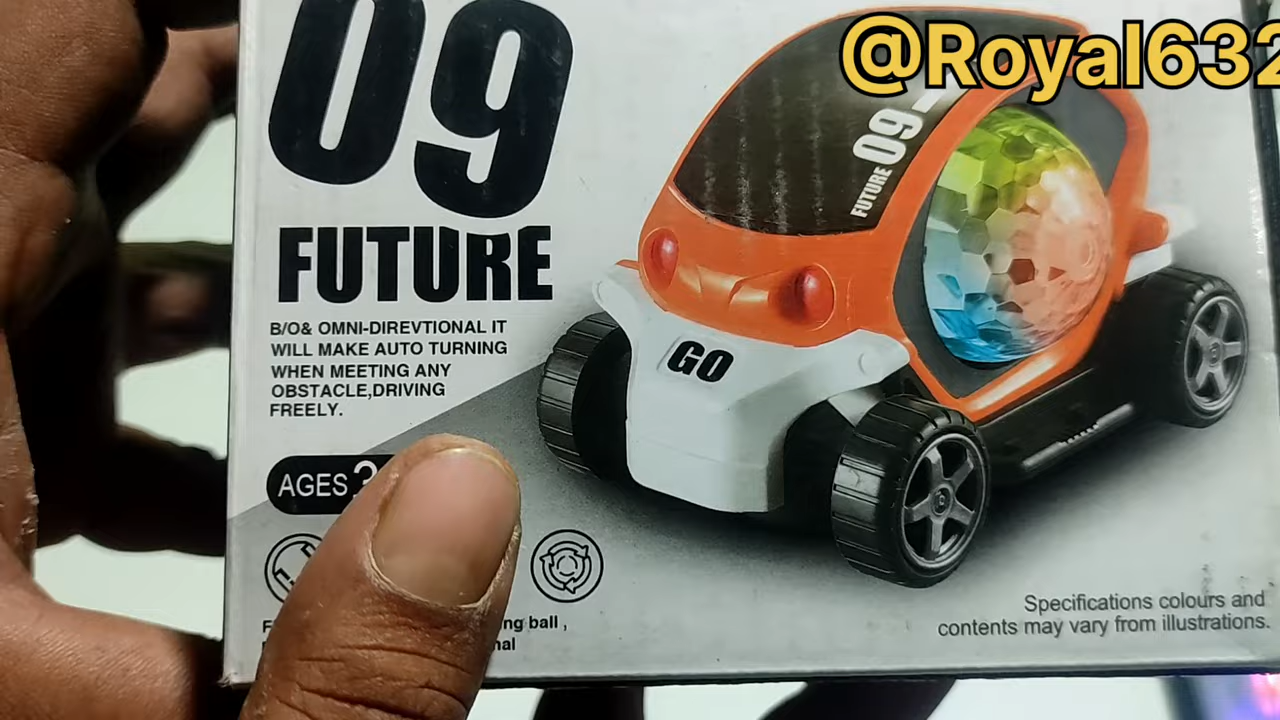 @Royal632
09
FUTURE
B/O& OMNI-DIREVTIONAL IT
WILL MAKE AUTO TURNING
WHEN MEETING ANY
OBSTACLE,DRIVING
FREELY.
AGES 3
FUTURE 09
GO
ball ,
Specifications colours and
contents may vary from illustrations.